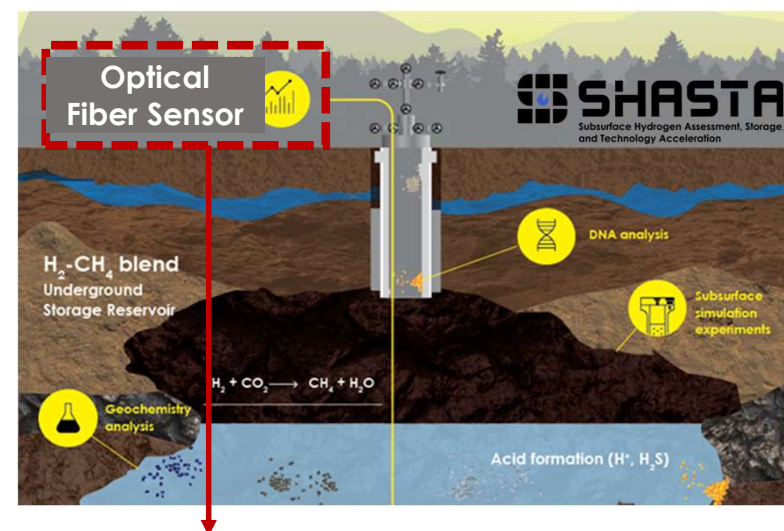 Optical
Fiber Sensor
SHASTA
Subsurface Hydrogen Assessment, Storage,
and Technology Acceleration
DNA analysis
H₂-CH₄ blend
Underground
Storage Reservoir
Subsurface
simulation
experiments
H₂ + CO₂ → CH₄ + H₂O
Geochemistry
analysis
Acid formation (H⁺, H₂S)